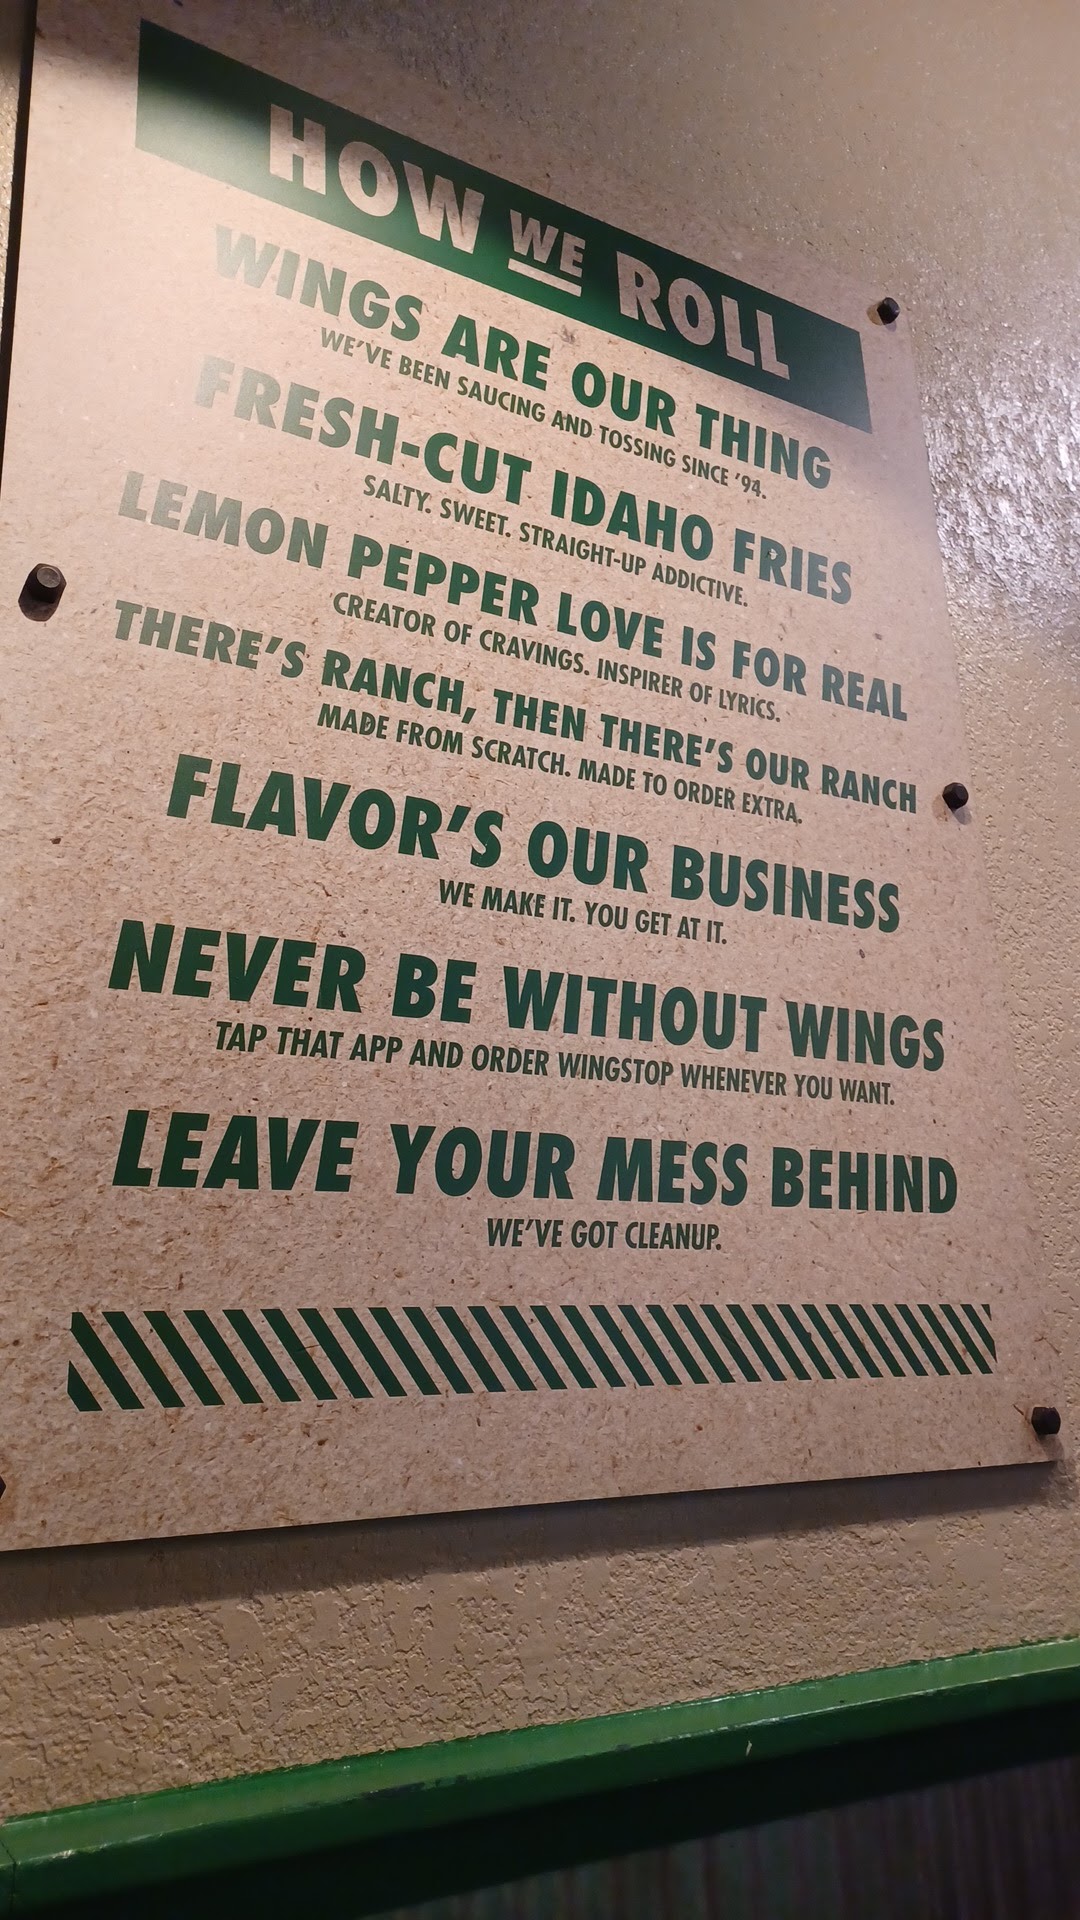 HOW WE ROLL
WINGS ARE OUR THING
WE'VE BEEN SAUCING AND TOSSING SINCE '94.
FRESH-CUT IDAHO FRIES
SALTY. SWEET. STRAIGHT-UP ADDICTIVE.
LEMON PEPPER LOVE IS FOR REAL
CREATOR OF CRAVINGS. INSPIRER OF LYRICS.
THERE'S RANCH, THEN THERE'S OUR RANCH
MADE FROM SCRATCH. MADE TO ORDER EXTRA.
FLAVOR'S OUR BUSINESS
WE MAKE IT. YOU GET AT IT.
NEVER BE WITHOUT WINGS
TAP THAT APP AND ORDER WINGSTOP WHENEVER YOU WANT.
LEAVE YOUR MESS BEHIND
WE'VE GOT CLEANUP.